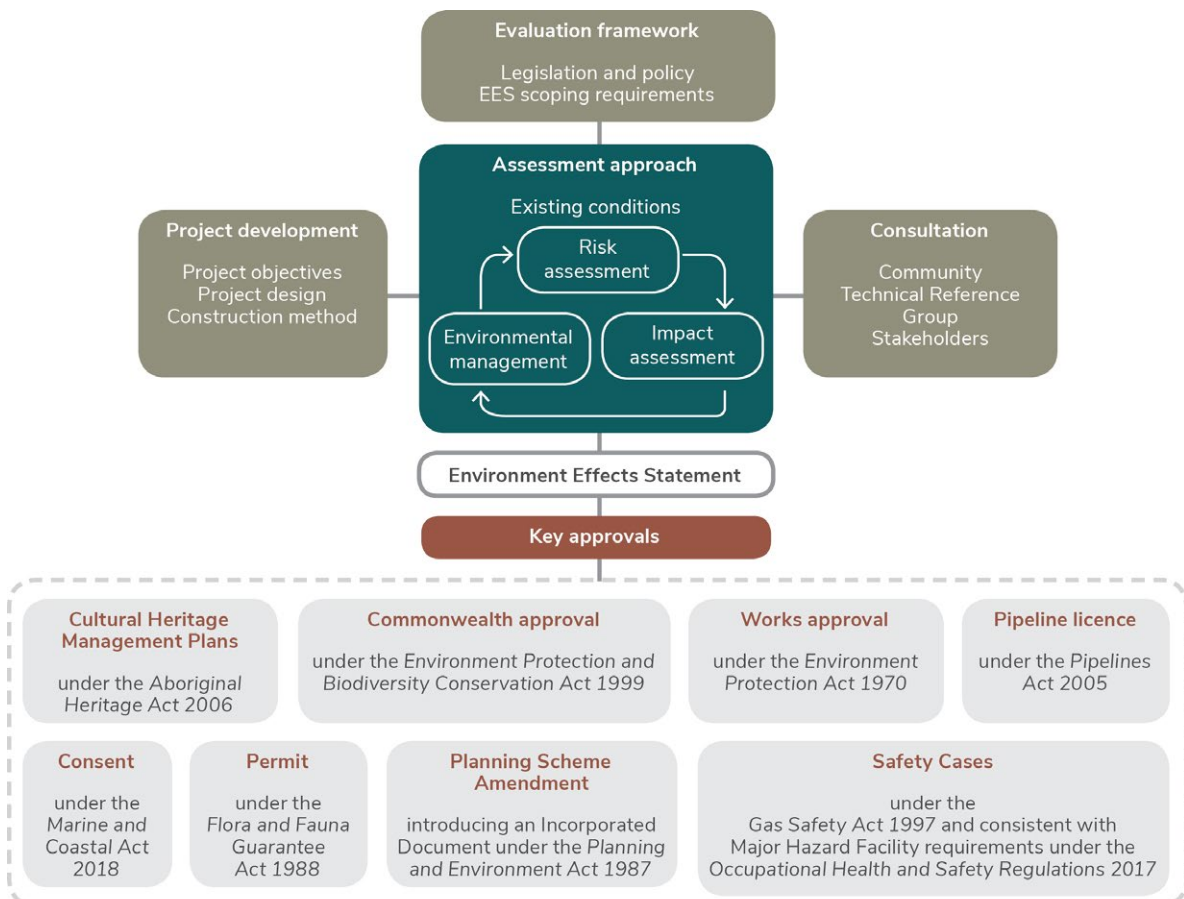 Evaluation framework
Legislation and policy
EES scoping requirements
Assessment approach
Existing conditions
Risk
assessment
Environmental
management
Impact
assessment
Project development
Project objectives
Project design
Construction method
Consultation
Community
Technical Reference
Group
Stakeholders
Environment Effects Statement
Key approvals
Cultural Heritage
Management Plans
under the Aboriginal
Heritage Act 2006
Commonwealth approval
under the Environment Protection and
Biodiversity Conservation Act 1999
Works approval
under the Environment
Protection Act 1970
Pipeline licence
under the Pipelines
Act 2005
Consent
under the
Marine and
Coastal Act
2018
Permit
under the
Flora and Fauna
Guarantee
Act 1988
Planning Scheme
Amendment
introducing an Incorporated
Document under the Planning
and Environment Act 1987
Safety Cases
under the
Gas Safety Act 1997 and consistent with
Major Hazard Facility requirements under the
Occupational Health and Safety Regulations 2017